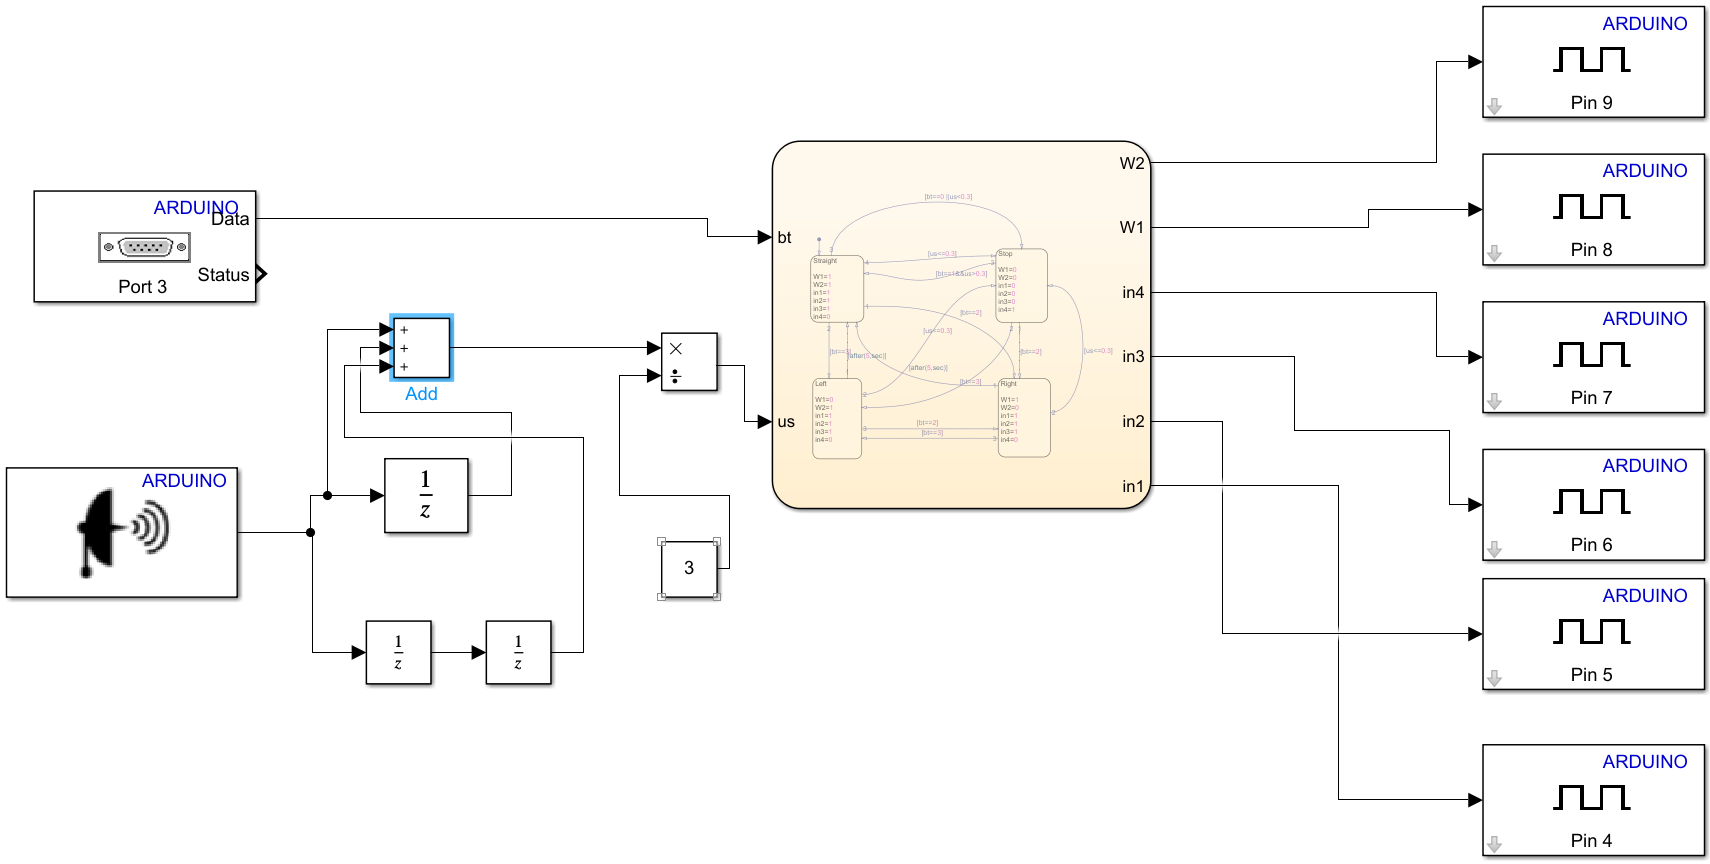 ARDUINO
Data
Status
Port 3
+
+
+
Add
×
÷
ARDUINO
1
z
1
z
1
z
3
bt
us
[bt==0 ||us<0.3]
Straight
W1=1
W2=1
in1=1
in2=1
in3=1
in4=0
[us<=0.3]
[bt==1&&us>0.3]
Stop
W1=0
W2=0
in1=0
in2=0
in3=0
in4=1
[bt==2]
[us<=0.3]
[after(5,sec)]
[after(5,sec)]
[bt==2]
[us<=0.3]
[bt==3]
Left
W1=0
W2=1
in1=1
in2=1
in3=1
in4=0
Right
W1=1
W2=0
in1=1
in2=1
in3=1
in4=0
[bt==2]
[bt==3]
W2
W1
in4
in3
in2
in1
ARDUINO
Pin 9
ARDUINO
Pin 8
ARDUINO
Pin 7
ARDUINO
Pin 6
ARDUINO
Pin 5
ARDUINO
Pin 4